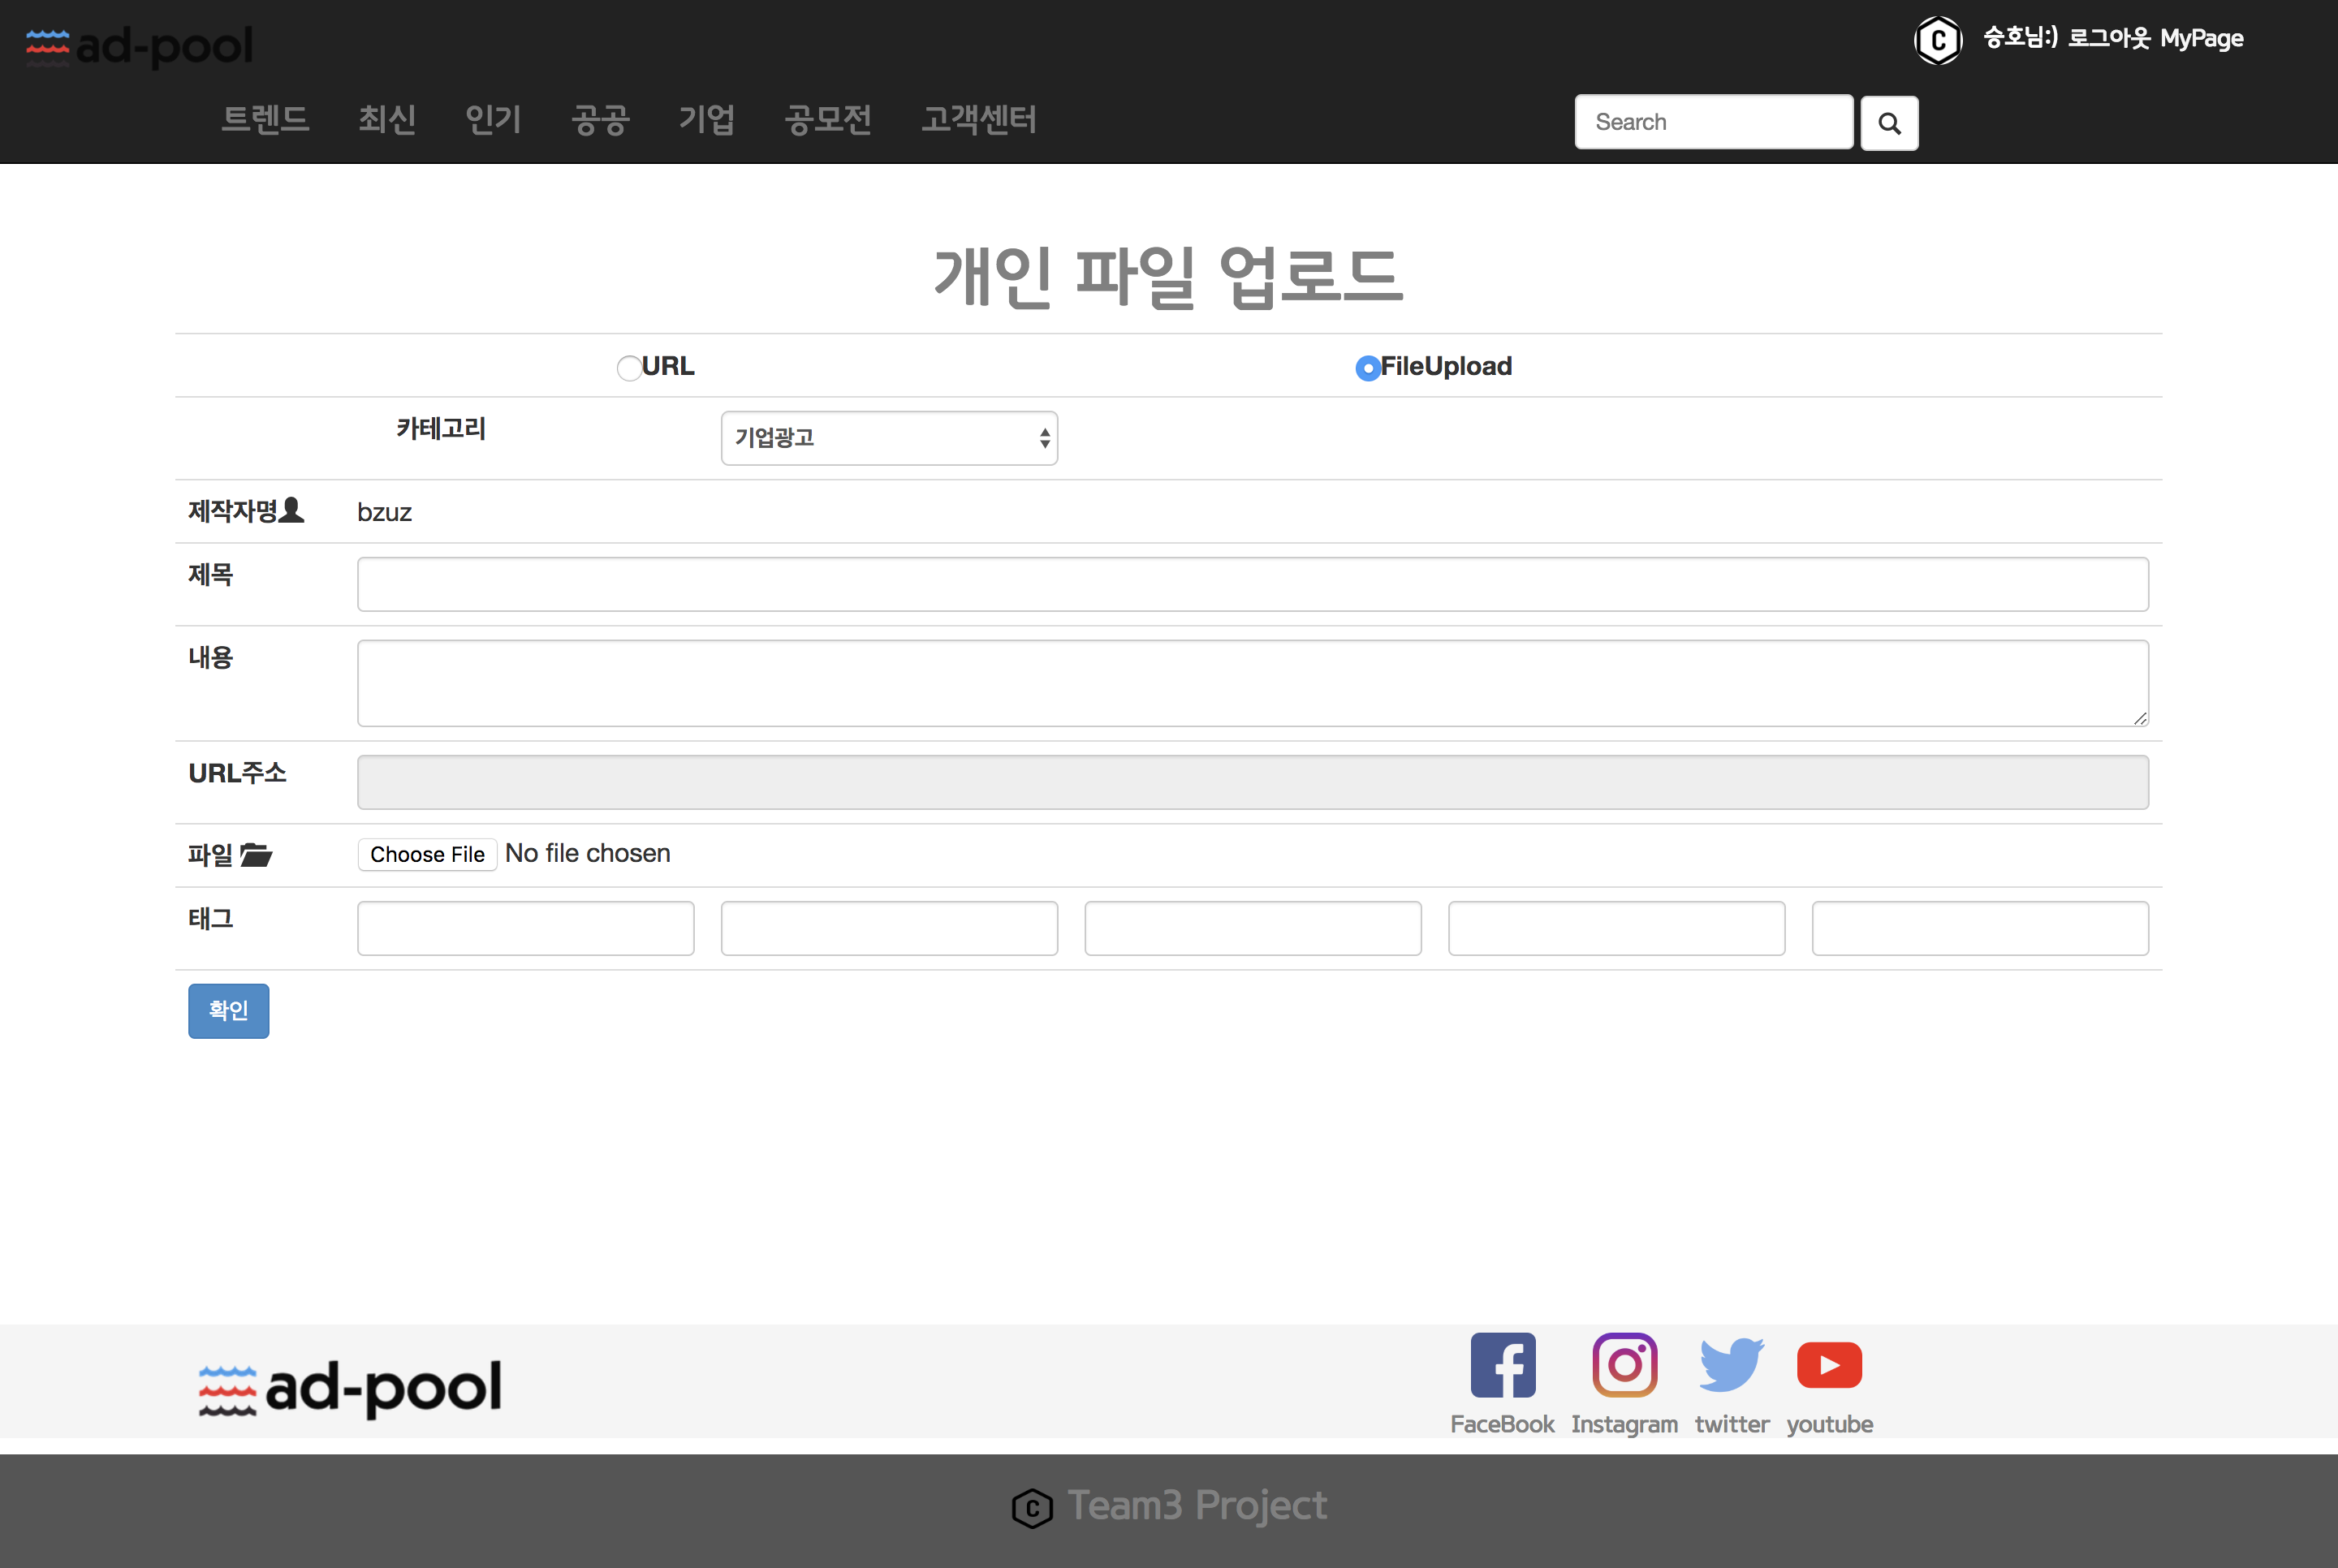 ad-pool
승호님:) 로그아웃 MyPage
트렌드 최신 인기 공공 기업 공모전 고객센터
Search
개인 파일 업로드
URL FileUpload
카테고리 기업광고
제작자명 bzuz
제목
내용
URL주소
파일 Choose File No file chosen
태그
확인
ad-pool
FaceBook Instagram twitter youtube
C Team3 Project